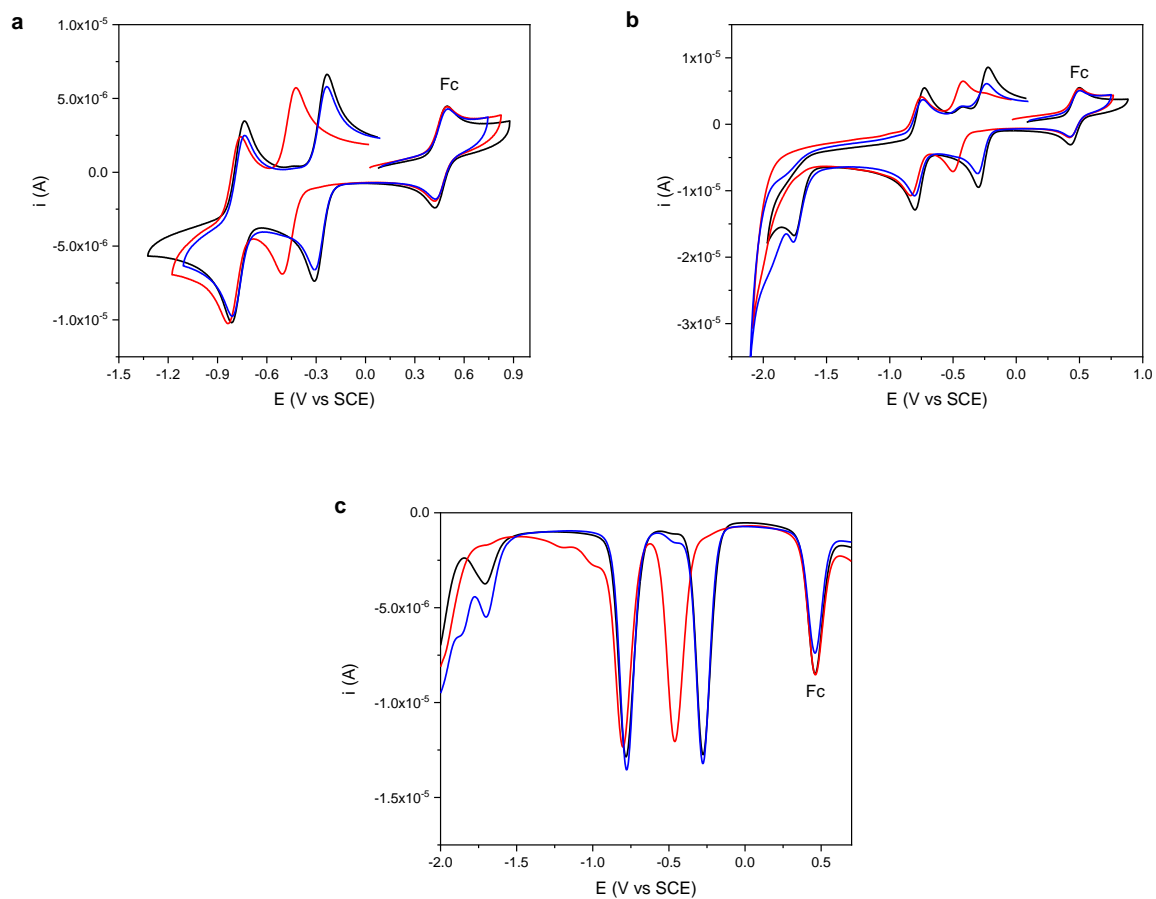 a
1.0x10⁻⁵
5.0x10⁻⁶
0.0
-5.0x10⁻⁶
-1.0x10⁻⁵
i (A)
Fc
-1.5 -1.2 -0.9 -0.6 -0.3 0.0 0.3 0.6 0.9
E (V vs SCE)
b
1x10⁻⁵
0
-1x10⁻⁵
-2x10⁻⁵
-3x10⁻⁵
i (A)
Fc
-2.0 -1.5 -1.0 -0.5 0.0 0.5 1.0
E (V vs SCE)
c
0.0
-5.0x10⁻⁶
-1.0x10⁻⁵
-1.5x10⁻⁵
i (A)
Fc
-2.0 -1.5 -1.0 -0.5 0.0 0.5
E (V vs SCE)